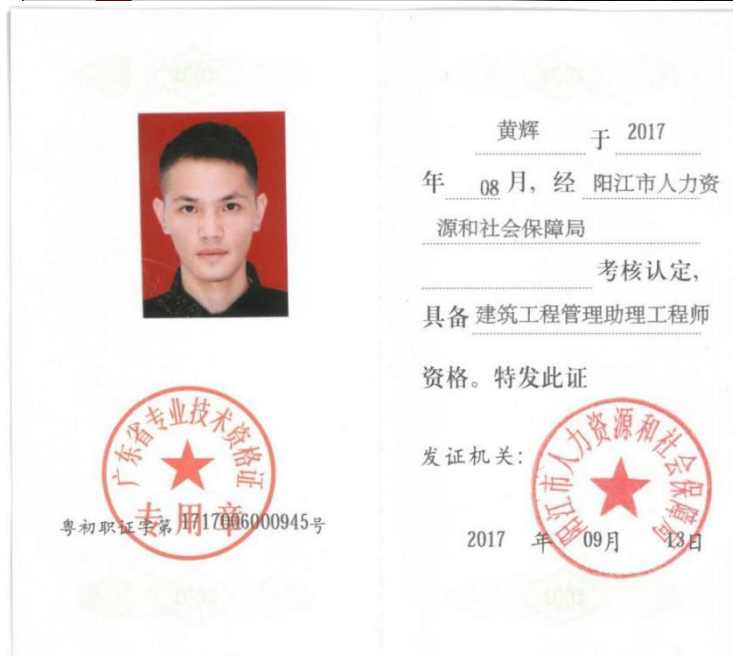 广东省专业技术资格证
专用章
粤初职证字第1717006000945号
黄辉 于 2017
年 08 月，经 阳江市人力资
源和社会保障局
考核认定，
具备 建筑工程管理助理工程师
资格。特发此证
发证机关：
阳江市人力资源和社会保障局
2017 年 09月 13日